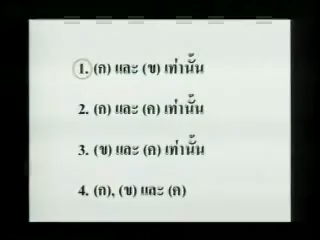 1. (ก) และ (ข) เท่านั้น
2. (ก) และ (ค) เท่านั้น
3. (ข) และ (ค) เท่านั้น
4. (ก), (ข) และ (ค)